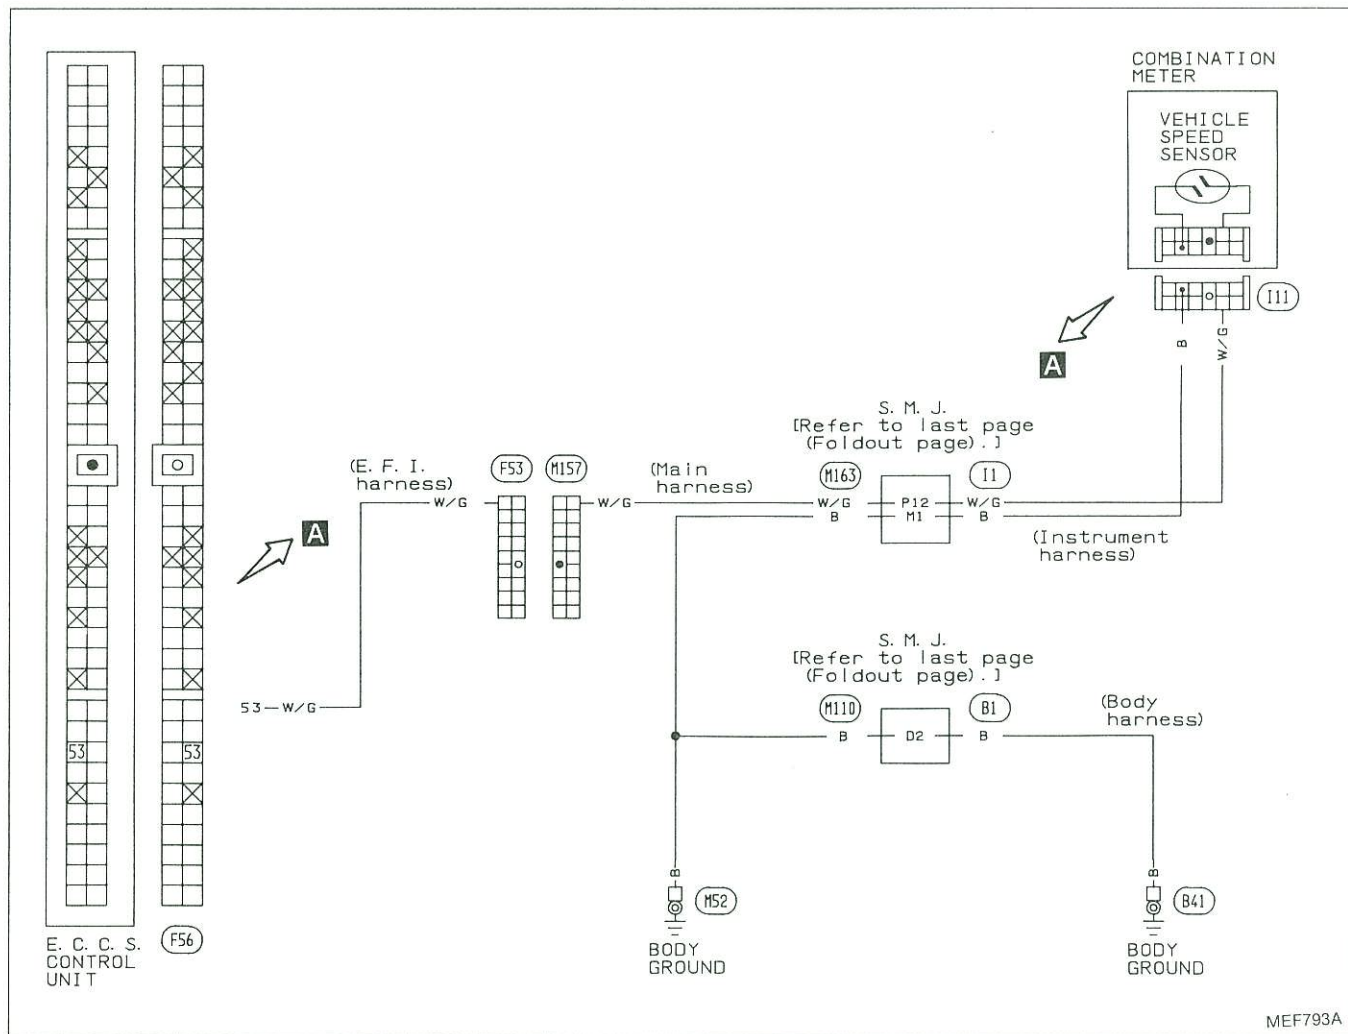 COMBINATION
METER
VEHICLE
SPEED
SENSOR
I11
B
W/G
A
S. M. J.
[Refer to last page
(Foldout page).]
(E. F. I.
harness)
F53
M157
(Main
harness)
M163
I1
W/G
W/G
W/G
P12
W/G
B
M1
B
(Instrument
harness)
A
S. M. J.
[Refer to last page
(Foldout page).]
53
W/G
M110
B1
(Body
harness)
B
D2
B
53
53
B
B
M52
B41
F56
E. C. C. S.
CONTROL
UNIT
BODY
GROUND
BODY
GROUND
MEF793A